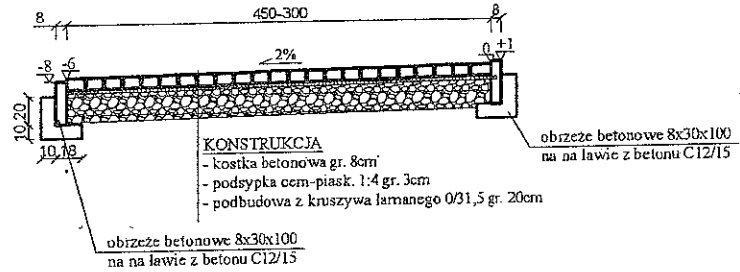 8 450-300 8
2%
0 +1
-8 -6
10,20
10,18
KONSTRUKCJA
- kostka betonowa gr. 8cm
- podsypka cem-piask. 1:4 gr. 3cm
- podbudowa z kruszywa łamanego 0/31,5 gr. 20cm
obrzeże betonowe 8x30x100
na na ławie z betonu C12/15
obrzeże betonowe 8x30x100
na na ławie z betonu C12/15